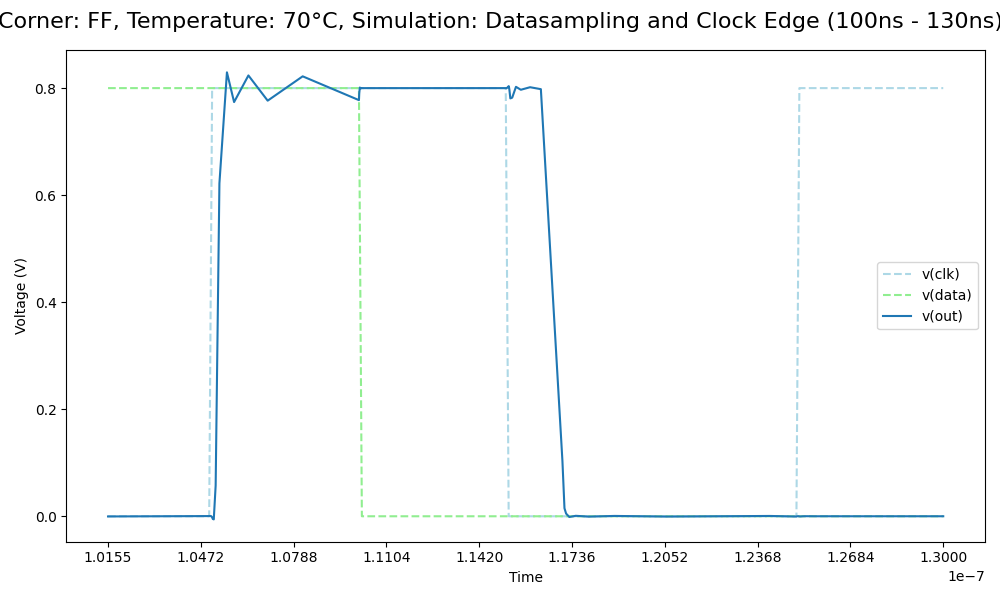 Corner: FF, Temperature: 70°C, Simulation: Datasampling and Clock Edge (100ns - 130ns)
0.8
0.6
0.4
0.2
0.0
Voltage (V)
v(clk)
v(data)
v(out)
1.0155 1.0472 1.0788 1.1104 1.1420 1.1736 1.2052 1.2368 1.2684 1.3000
Time
1e−7